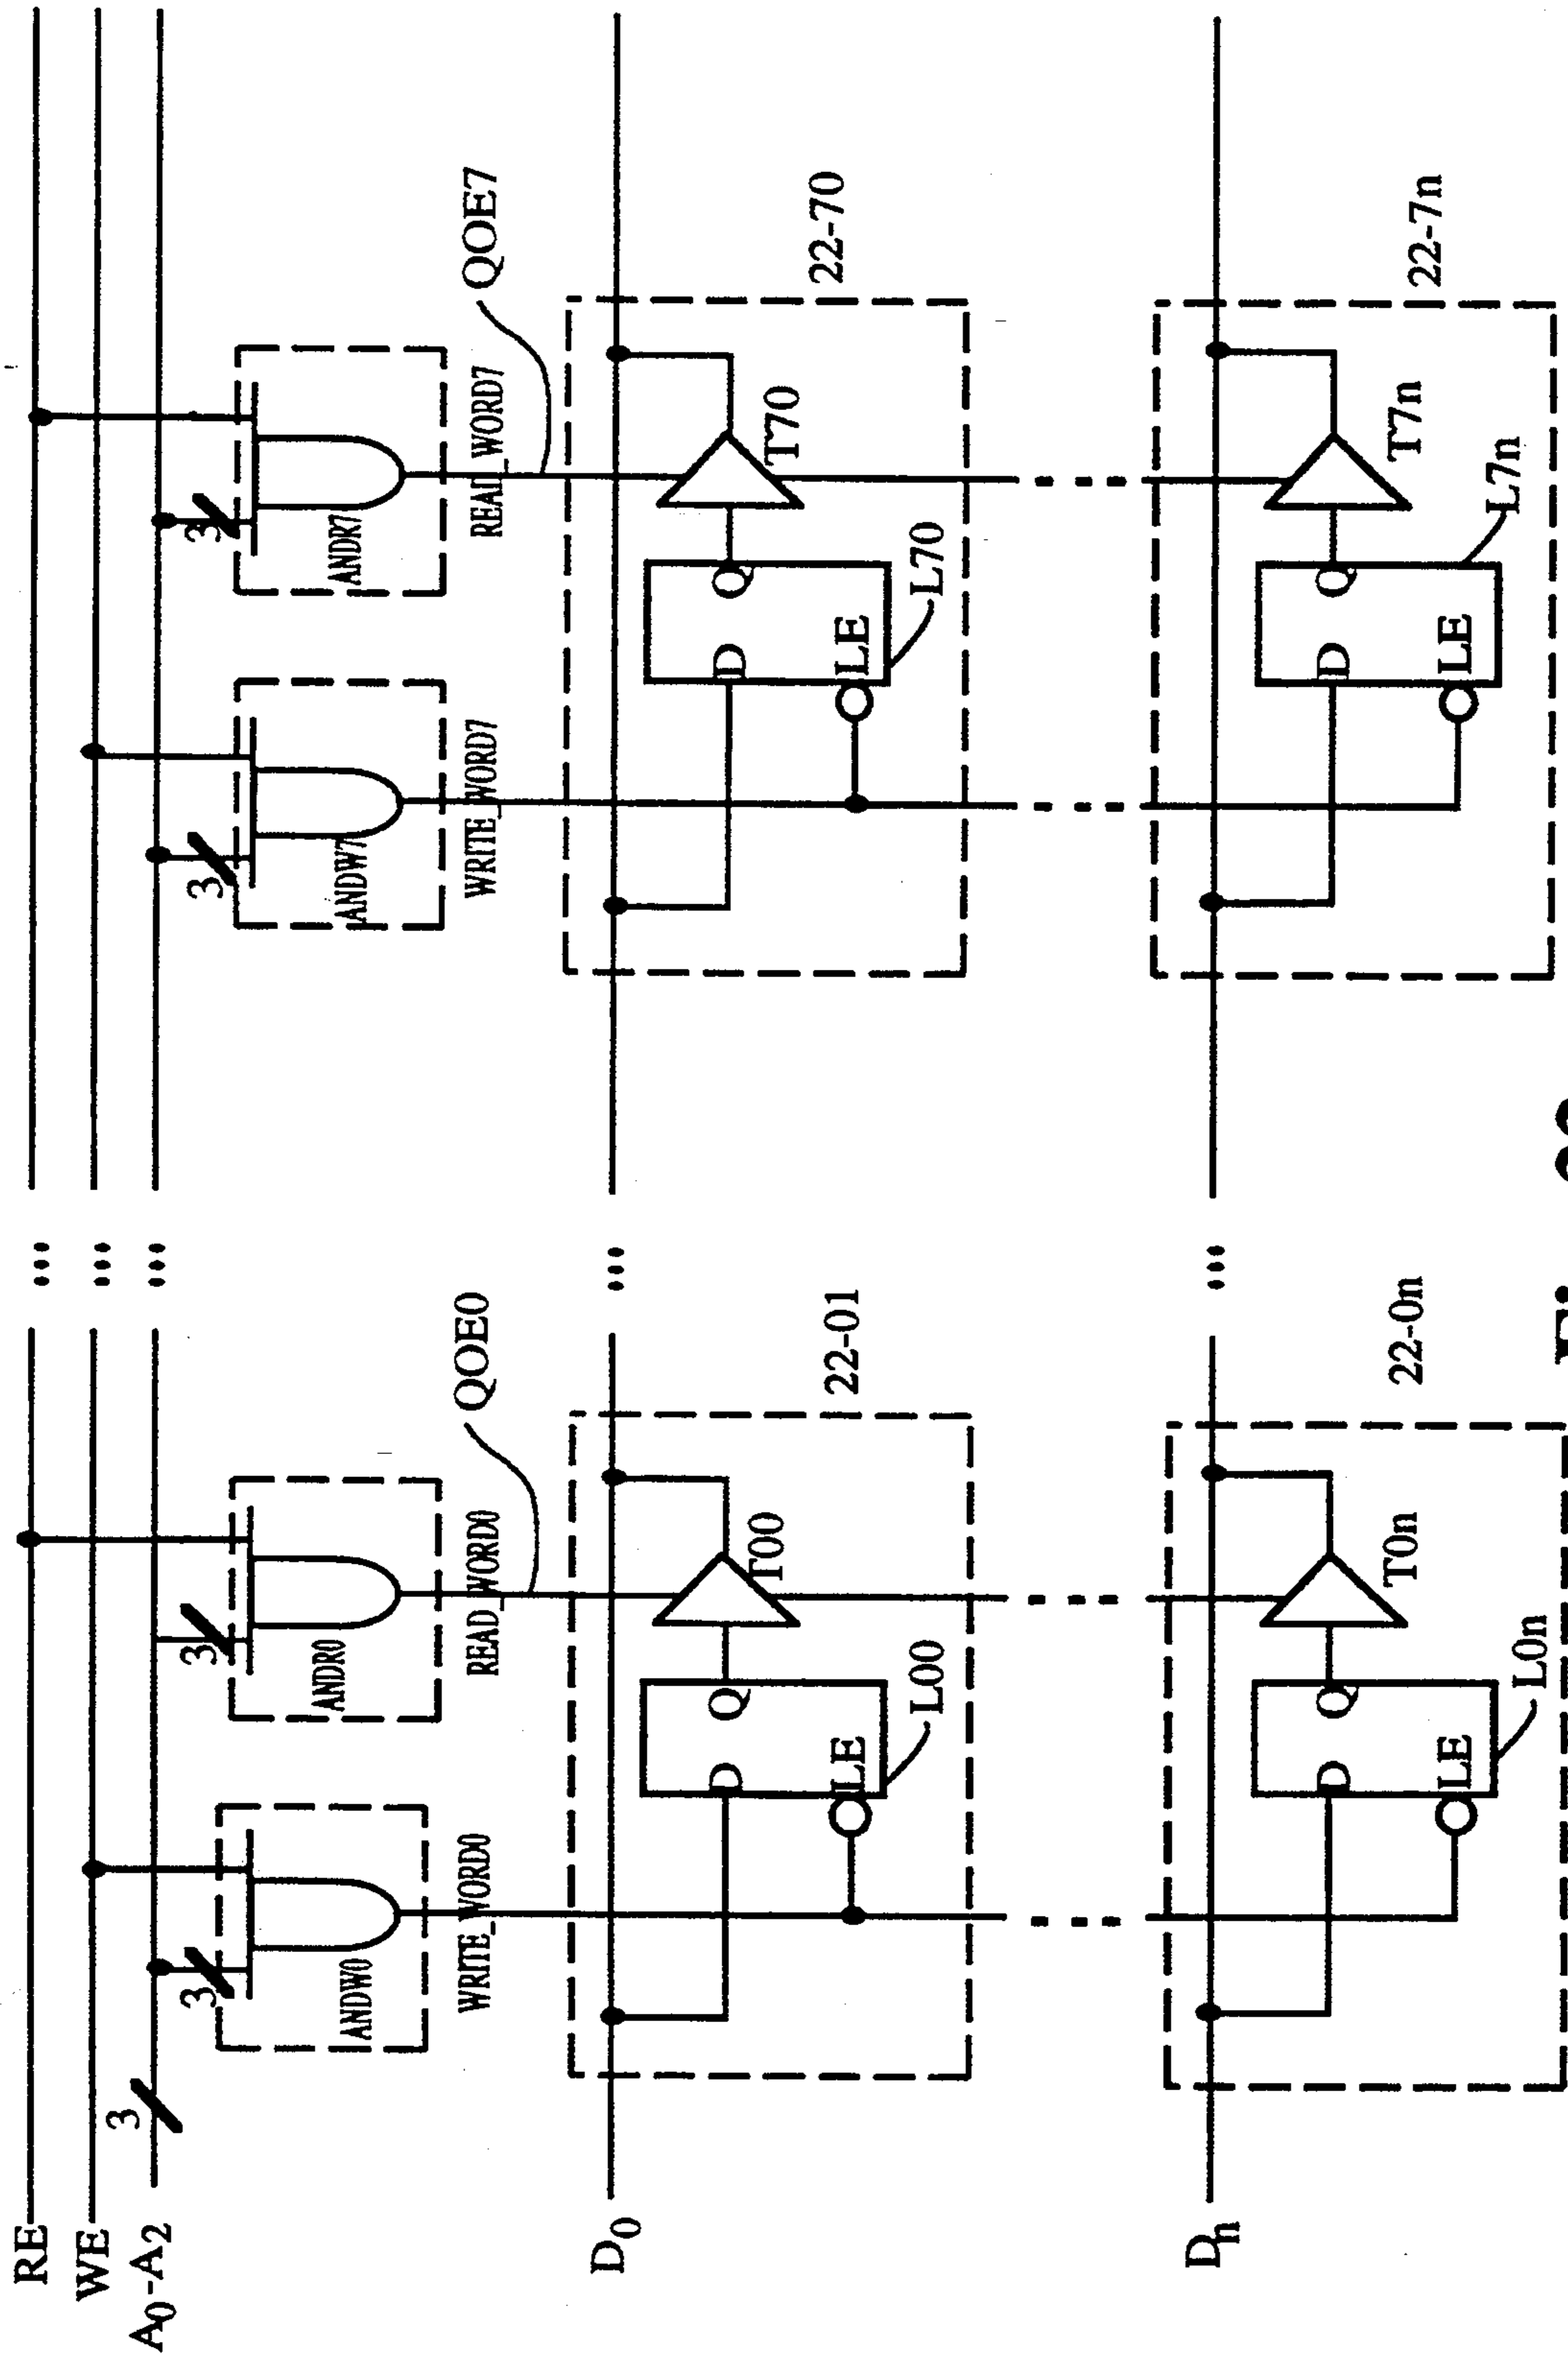 RE
WE
A0-A2
3
3
3
3
3
ANDW0
ANDR0
ANDW7
ANDR7
WRITE_WORD0
READ_WORD0
QOE0
WRITE_WORD7
READ_WORD7
QOE7
D0
D
Q
LE
L00
T00
22-01
D
Q
LE
L70
T70
22-70
Dn
D
Q
LE
L0n
T0n
22-0n
D
Q
LE
L7n
T7n
22-7n